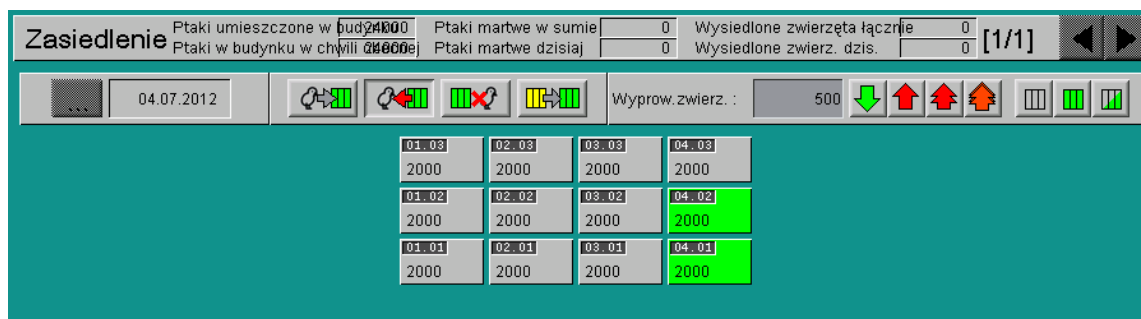 Zasiedlenie
Ptaki umieszczone w budynku 24000 Ptaki martwe w sumie 0 Wysiedlone zwierzęta łącznie 0
Ptaki w budynku w chwili 24000 Ptaki martwe dzisiaj 0 Wysiedlone zwierz. dzis. 0
[1/1]
... 04.07.2012 Wyprow.zwierz. : 500
01.03 02.03 03.03 04.03
2000 2000 2000 2000
01.02 02.02 03.02 04.02
2000 2000 2000 2000
01.01 02.01 03.01 04.01
2000 2000 2000 2000